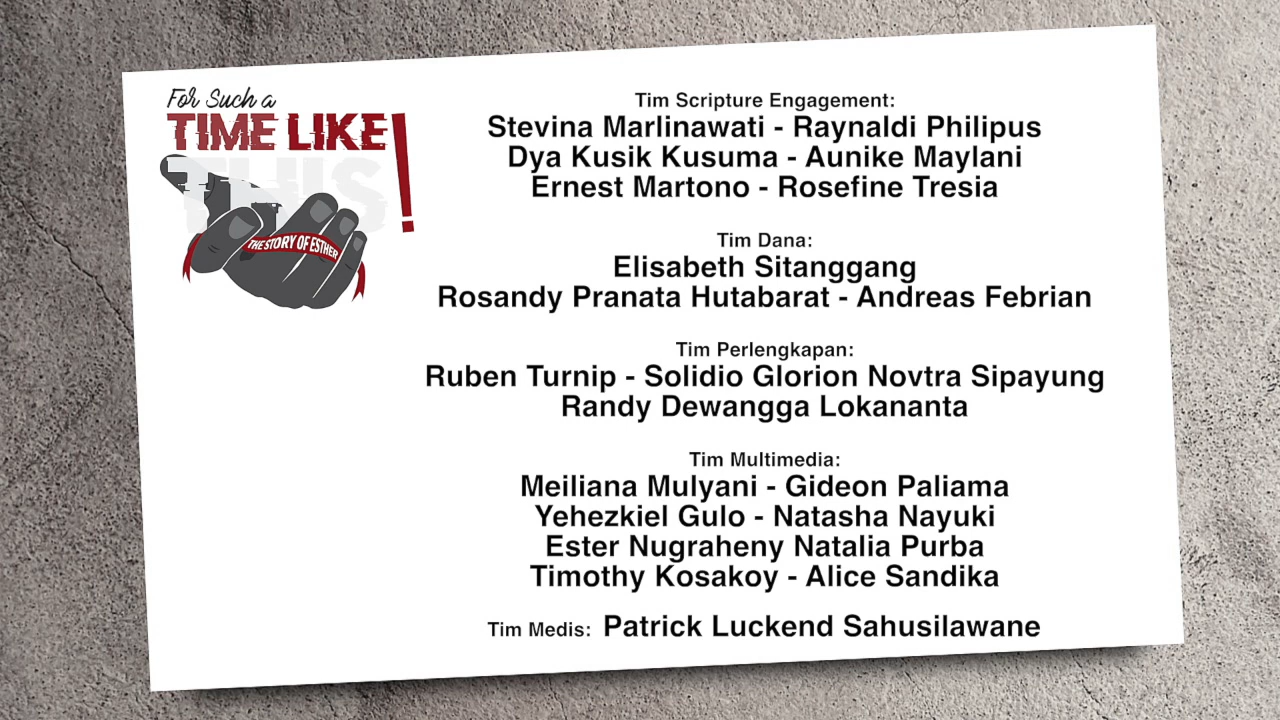 For Such a
TIME LIKE
THIS!
THE STORY OF ESTHER
Tim Scripture Engagement:
Stevina Marlinawati - Raynaldi Philipus
Dya Kusik Kusuma - Aunike Maylani
Ernest Martono - Rosefine Tresia
Tim Dana:
Elisabeth Sitanggang
Rosandy Pranata Hutabarat - Andreas Febrian
Tim Perlengkapan:
Ruben Turnip - Solidio Glorion Novtra Sipayung
Randy Dewangga Lokananta
Tim Multimedia:
Meiliana Mulyani - Gideon Paliama
Yehezkiel Gulo - Natasha Nayuki
Ester Nugraheny Natalia Purba
Timothy Kosakoy - Alice Sandika
Tim Medis: Patrick Luckend Sahusilawane